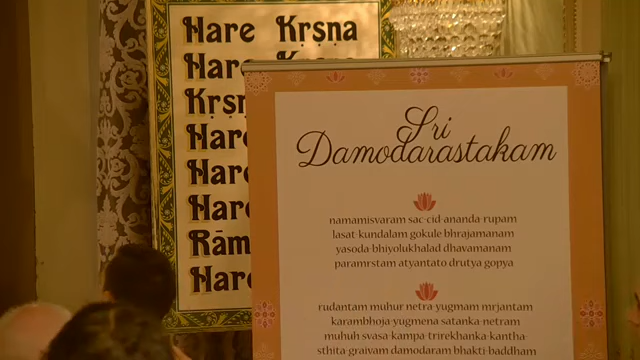 Hare Kṛṣṇa
Hare
Kṛṣṇ
Hare
Hare
Hare
Rām
Hare
Sri
Damodarastakam
namamisvaram sac-cid-ananda-rupam
lasat-kundalam gokule bhrajamanam
yasoda-bhiyolukhalad dhavamanam
paramrstam atyantato drutya gopya
rudantam muhur netra-yugmam mrjantam
karambhoja-yugmena satanka-netram
muhuh svasa-kampa-trirekhanka-kantha-
sthita-graivam damodaram bhakti-baddham